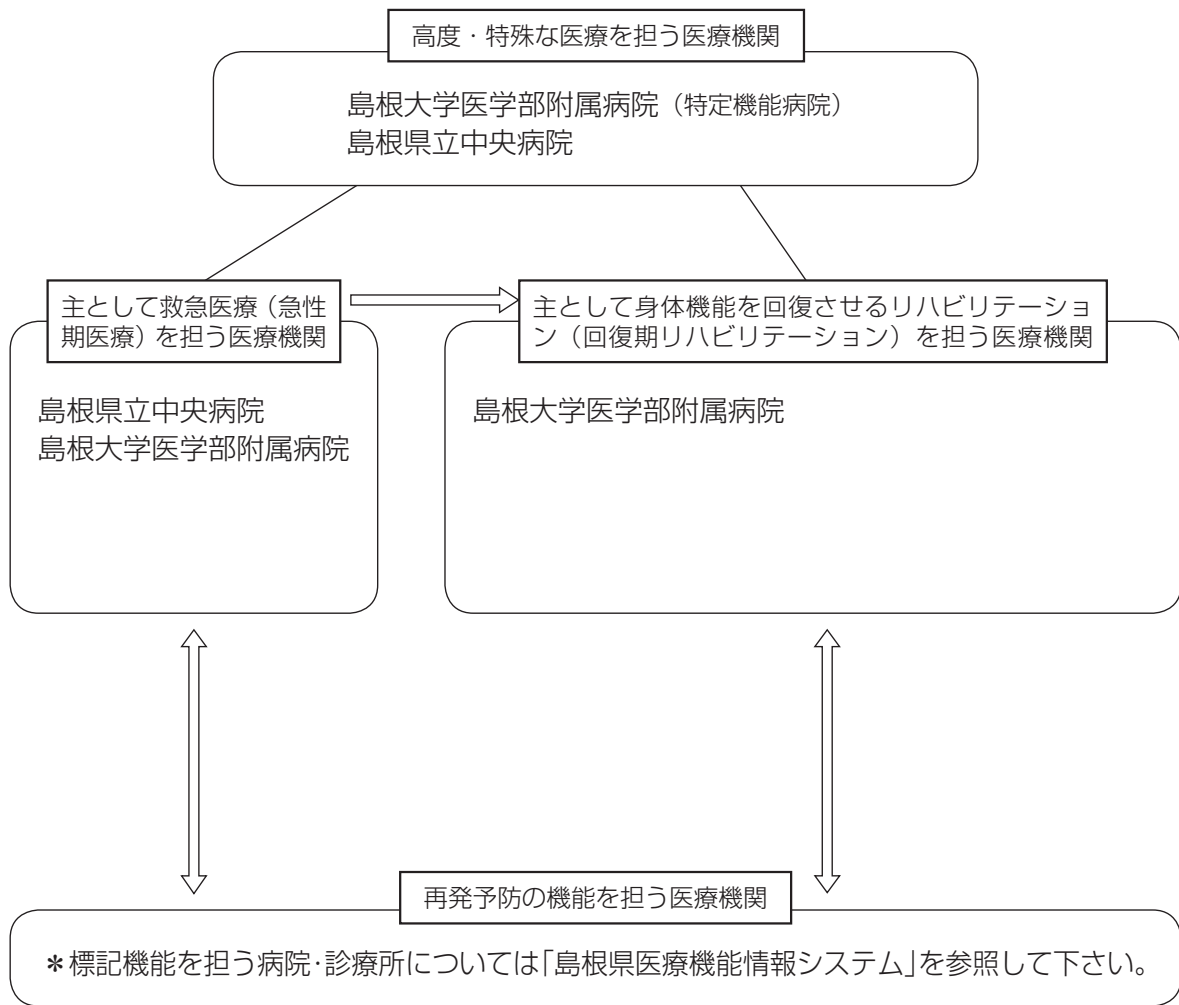 高度・特殊な医療を担う医療機関
島根大学医学部附属病院（特定機能病院）
島根県立中央病院
主として救急医療（急性
期医療）を担う医療機関
島根県立中央病院
島根大学医学部附属病院
主として身体機能を回復させるリハビリテーショ
ン（回復期リハビリテーション）を担う医療機関
島根大学医学部附属病院
再発予防の機能を担う医療機関
＊標記機能を担う病院・診療所については「島根県医療機能情報システム」を参照して下さい。